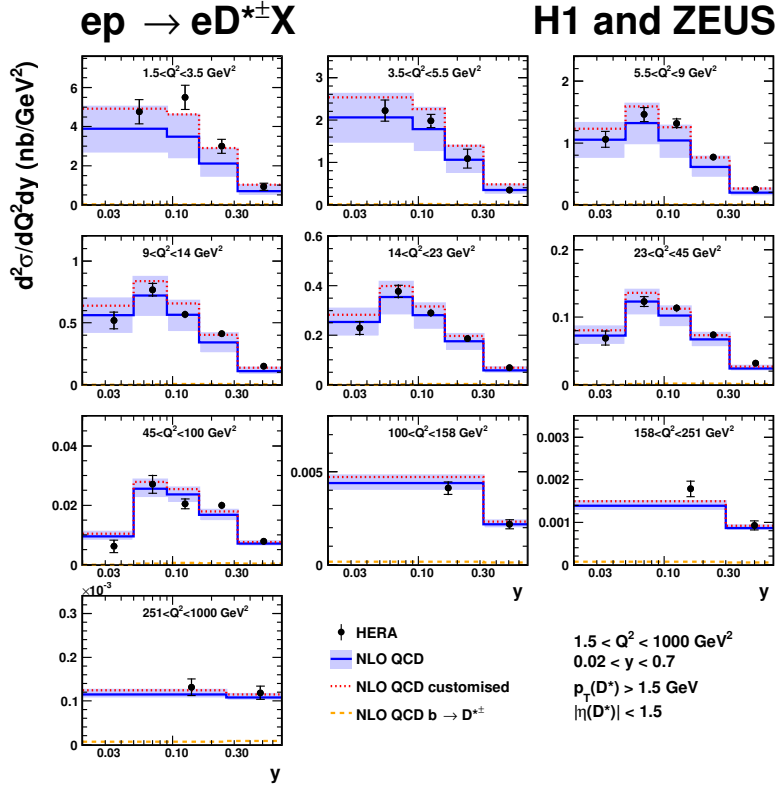 ep → eD*±X
H1 and ZEUS
d²σ/dQ²dy (nb/GeV²)
1.5<Q²<3.5 GeV²
6
4
2
0
0.03 0.10 0.30
3.5<Q²<5.5 GeV²
3
2
1
0
0.03 0.10 0.30
5.5<Q²<9 GeV²
2
1
0
0.03 0.10 0.30
9<Q²<14 GeV²
1
0.5
0
0.03 0.10 0.30
14<Q²<23 GeV²
0.6
0.4
0.2
0
0.03 0.10 0.30
23<Q²<45 GeV²
0.2
0.1
0
0.03 0.10 0.30
45<Q²<100 GeV²
0.04
0.02
0
0.03 0.10 0.30
100<Q²<158 GeV²
0.005
0
0.03 0.10 0.30
y
158<Q²<251 GeV²
0.003
0.002
0.001
0
0.03 0.10 0.30
y
×10⁻³
251<Q²<1000 GeV²
0.3
0.2
0.1
0
0.03 0.10 0.30
y
HERA
NLO QCD
NLO QCD customised
NLO QCD b → D*±
1.5 < Q² < 1000 GeV²
0.02 < y < 0.7
p_T(D*) > 1.5 GeV
|η(D*)| < 1.5